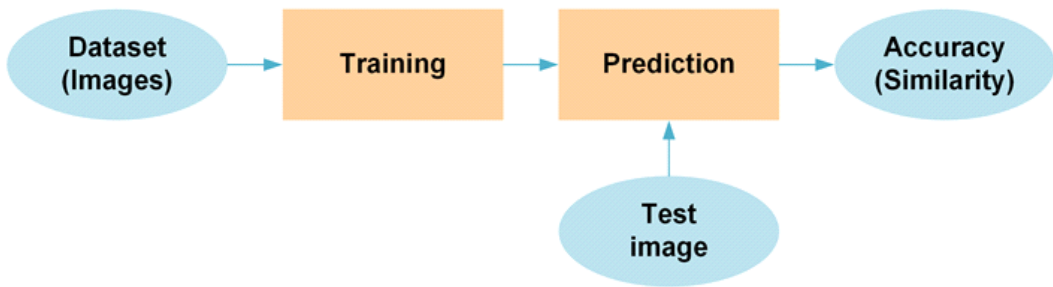 Dataset
(Images)
Training
Prediction
Accuracy
(Similarity)
Test
image